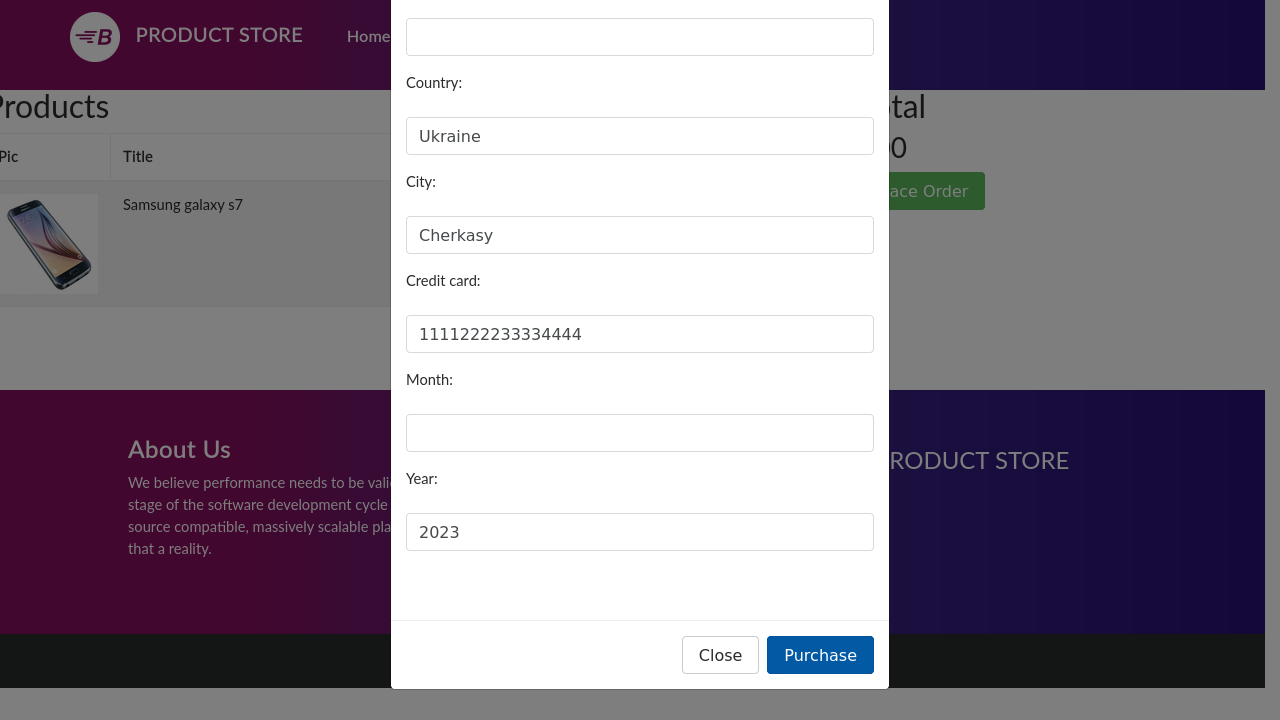 PRODUCT STORE
Home
Products
tal
Pic
Title
Samsung galaxy s7
ace Order
Country:
Ukraine
City:
Cherkasy
Credit card:
1111222233334444
Month:
Year:
2023
Close
Purchase
About Us
We believe performance needs to be vali
stage of the software development cycle
source compatible, massively scalable pla
that a reality.
RODUCT STORE